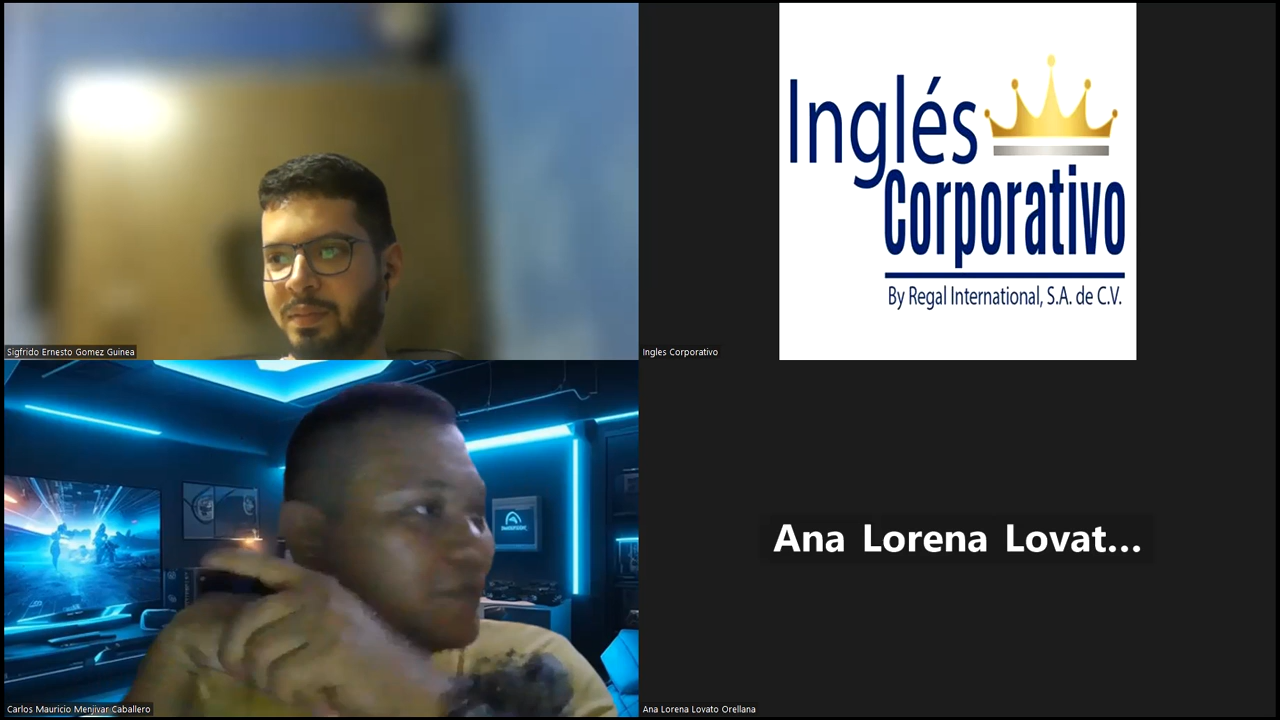 Inglés
Corporativo
By Regal International, S.A. de C.V.
Sigfrido Ernesto Gomez Guinea
Ingles Corporativo
Ana Lorena Lovat...
Carlos Mauricio Menjivar Caballero
Ana Lorena Lovato Orellana